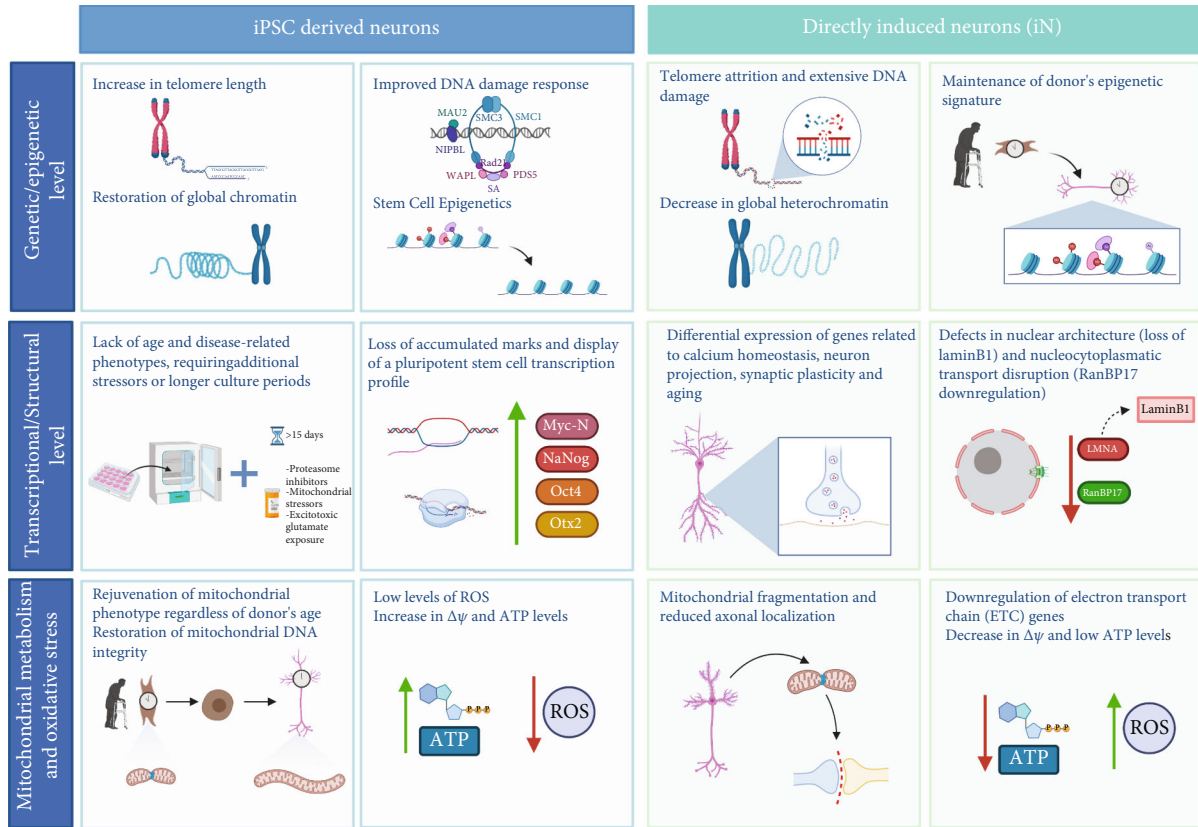 iPSC derived neurons
Directly induced neurons (iN)
Genetic/epigenetic
level
Increase in telomere length
Restoration of global chromatin
Improved DNA damage response
MAU2
SMC3
SMC1
NIPBL
Rad21
WAPL
PDS5
SA
Stem Cell Epigenetics
Telomere attrition and extensive DNA
damage
Decrease in global heterochromatin
Maintenance of donor's epigenetic
signature
Transcriptional/Structural
level
Lack of age and disease-related
phenotypes, requiringadditional
stressors or longer culture periods
>15 days
-Proteasome
inhibitors
-Mitochondrial
stressors
-Excitotoxic
glutamate
exposure
Loss of accumulated marks and display
of a pluripotent stem cell transcription
profile
Myc-N
NaNog
Oct4
Otx2
Differential expression of genes related
to calcium homeostasis, neuron
projection, synaptic plasticity and
aging
Defects in nuclear architecture (loss of
laminB1) and nucleocytoplasmatic
transport disruption (RanBP17
downregulation)
LaminB1
LMNA
RanBP17
Mitochondrial metabolism
and oxidative stress
Rejuvenation of mitochondrial
phenotype regardless of donor's age
Restoration of mitochondrial DNA
integrity
Low levels of ROS
Increase in Δψ and ATP levels
P P P
ATP
ROS
Mitochondrial fragmentation and
reduced axonal localization
Downregulation of electron transport
chain (ETC) genes
Decrease in Δψ and low ATP levels
P P P
ATP
ROS